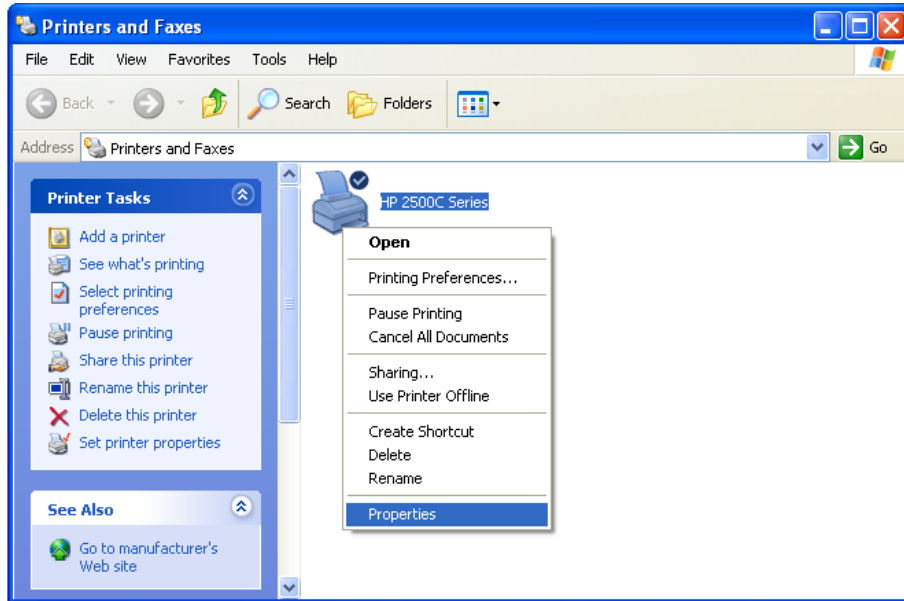 Printers and Faxes
File Edit View Favorites Tools Help
Back Search Folders
Address Printers and Faxes Go
Printer Tasks
Add a printer
See what's printing
Select printing
preferences
Pause printing
Share this printer
Rename this printer
Delete this printer
Set printer properties
See Also
Go to manufacturer's
Web site
HP 2500C Series
Open
Printing Preferences...
Pause Printing
Cancel All Documents
Sharing...
Use Printer Offline
Create Shortcut
Delete
Rename
Properties